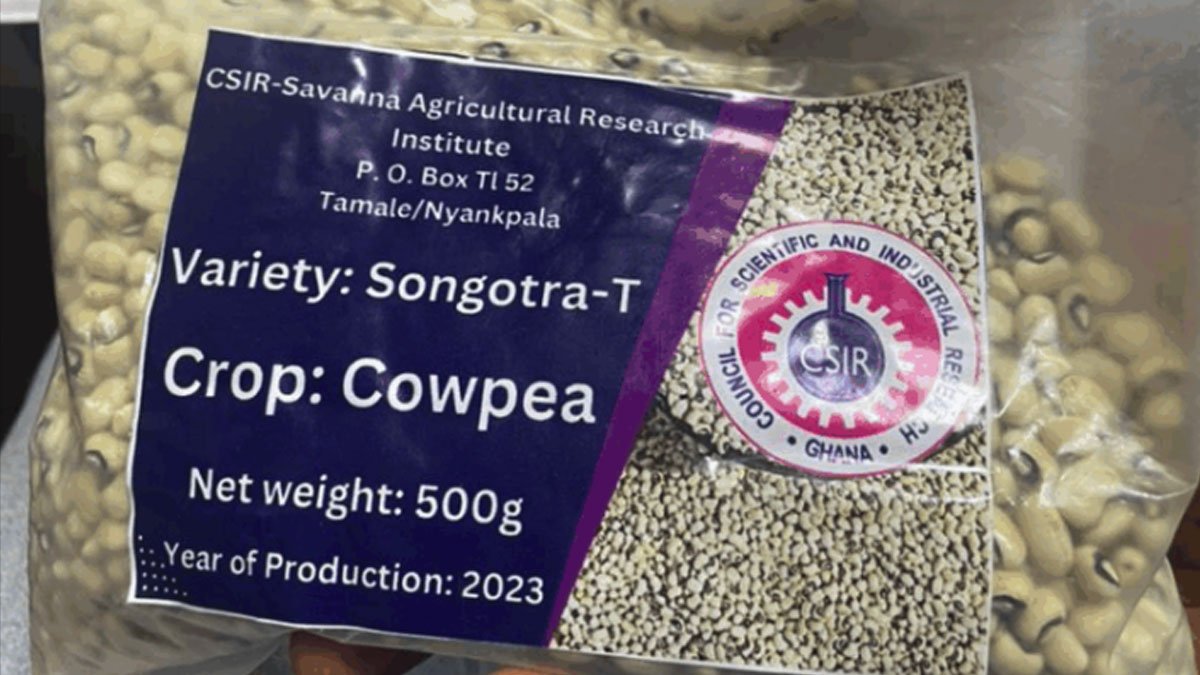 CSIR-Savanna Agricultural Research
Institute
P. O. Box Tl 52
Tamale/Nyankpala
Variety: Songotra-T
Crop: Cowpea
Net weight: 500g
Year of Production: 2023
COUNCIL FOR SCIENTIFIC AND INDUSTRIAL RESEARCH
• GHANA •
CSIR